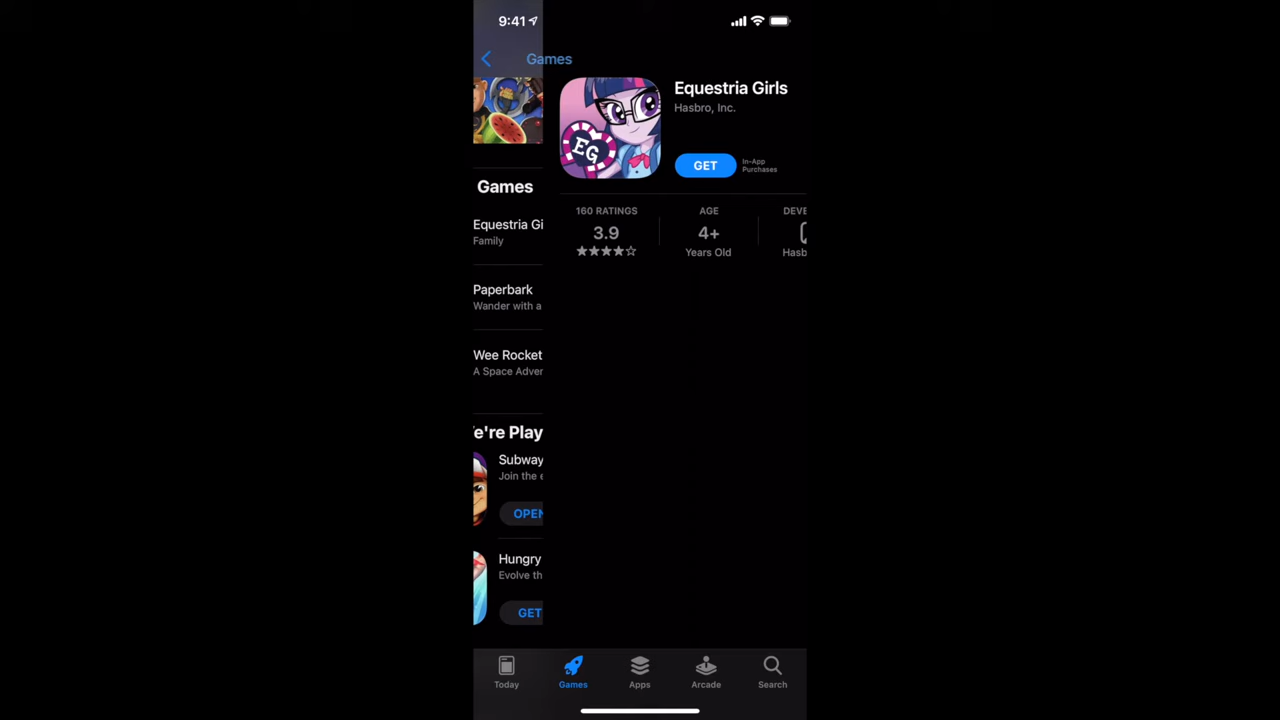 9:41
Games
Equestria Girls
Hasbro, Inc.
EG
GET
In-App
Purchases
160 RATINGS
AGE
DEVE
3.9
4+
Years Old
Hasb
Games
Equestria Gi
Family
Paperbark
Wander with a
Wee Rocket
A Space Adver
e're Play
Subway
Join the e
OPEN
Hungry
Evolve th
GET
Today
Games
Apps
Arcade
Search